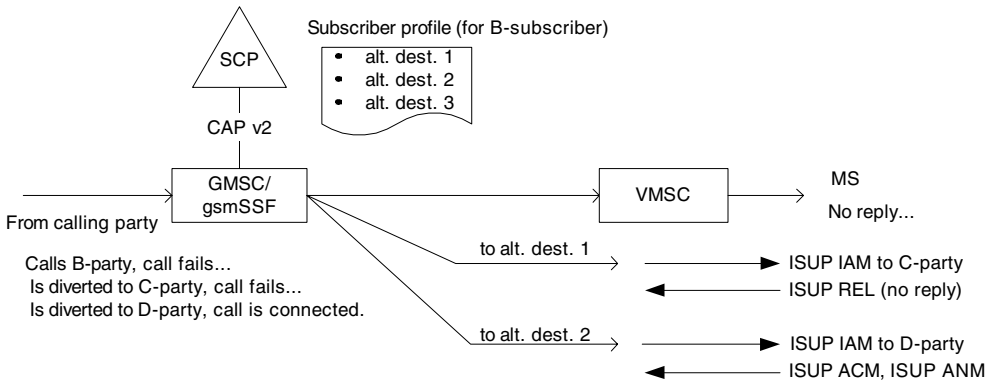 Subscriber profile (for B-subscriber)
SCP
• alt. dest. 1
• alt. dest. 2
• alt. dest. 3
CAP v2
GMSC/
gsmSSF
VMSC
MS
No reply...
From calling party
to alt. dest. 1
Calls B-party, call fails...
Is diverted to C-party, call fails...
Is diverted to D-party, call is connected.
ISUP IAM to C-party
ISUP REL (no reply)
to alt. dest. 2
ISUP IAM to D-party
ISUP ACM, ISUP ANM